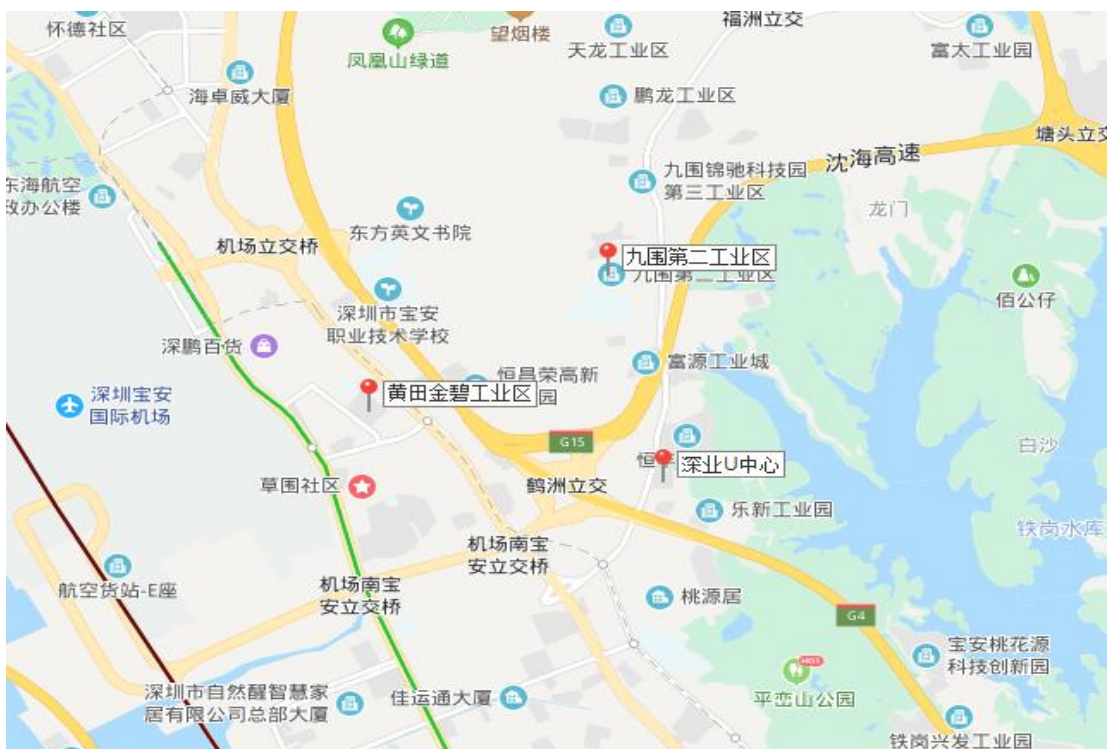 怀德社区
望烟楼
福洲立交
凤凰山绿道
天龙工业区
富太工业园
海卓威大厦
鹏龙工业区
塘头立交
沈海高速
九围锦驰科技园
第三工业区
东海航空
政办公楼
龙门
东方英文书院
机场立交桥
九围第二工业区
九围第二工业区
佰公仔
深圳市宝安
职业技术学校
深鹏百货
富源工业城
恒昌荣高新
园
黄田金碧工业区
深圳宝安
国际机场
G15
白沙
恒丰
深业U中心
草围社区
鹤洲立交
乐新工业园
铁岗水库
机场南宝
安立交桥
机场南宝
安立交桥
航空货站-E座
桃源居
G4
宝安桃花源
科技创新园
HOT
平峦山公园
深圳市自然醒智慧家
居有限公司总部大厦
佳运通大厦
铁岗兴发工业园